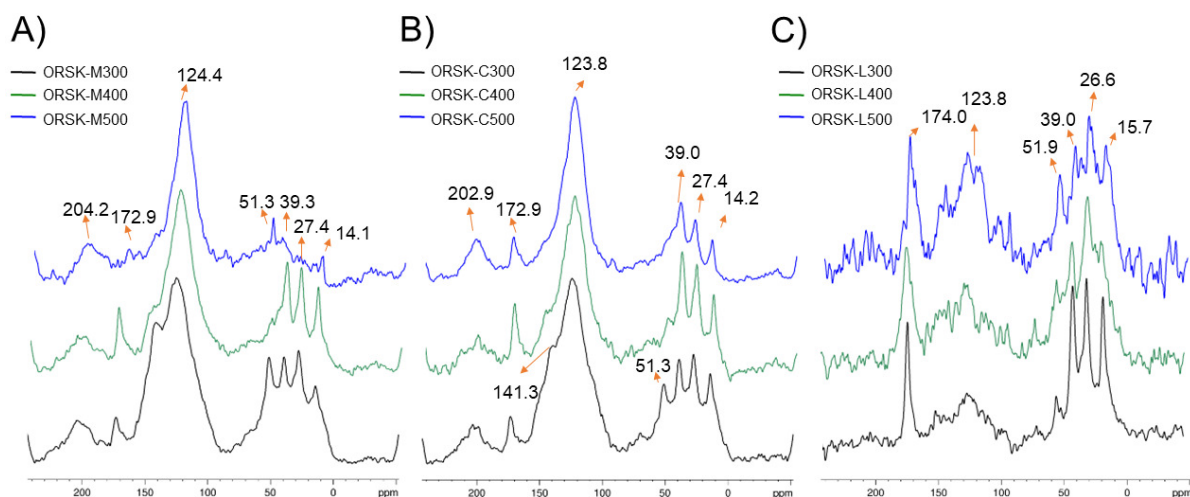 A)
ORSK-M300
ORSK-M400
ORSK-M500
124.4
204.2
172.9
51.3
39.3
27.4
14.1
200
150
100
50
0
ppm
B)
ORSK-C300
ORSK-C400
ORSK-C500
123.8
202.9
172.9
39.0
27.4
14.2
141.3
51.3
200
150
100
50
0
ppm
C)
ORSK-L300
ORSK-L400
ORSK-L500
174.0
123.8
51.9
39.0
26.6
15.7
200
150
100
50
0
ppm